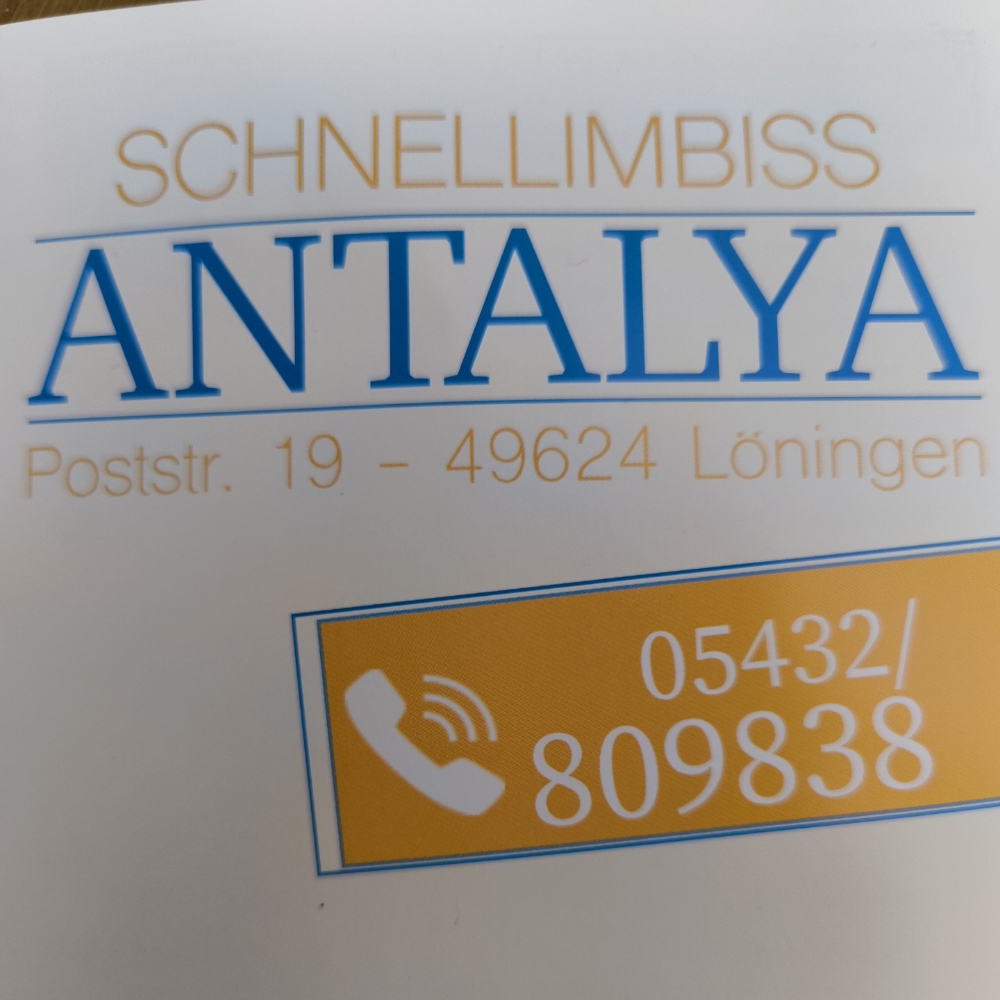 SCHNELLIMBISS
ANTALYA
Poststr. 19 - 49624 Löningen
05432/
809838